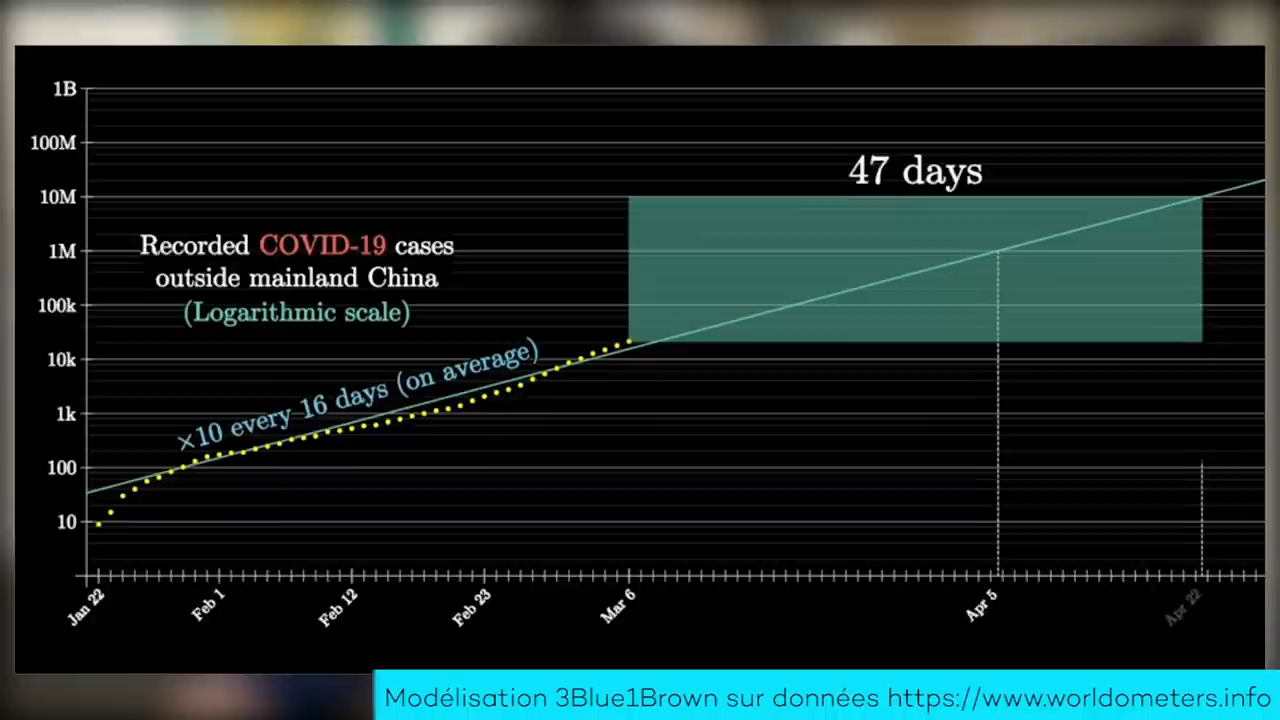 1B
100M
10M
1M
100k
10k
1k
100
10
47 days
Recorded COVID-19 cases
outside mainland China
(Logarithmic scale)
×10 every 16 days (on average)
Jan 22
Feb 1
Feb 12
Feb 23
Mar 6
Apr 5
Apr 22
Modélisation 3Blue1Brown sur données https://www.worldometers.info